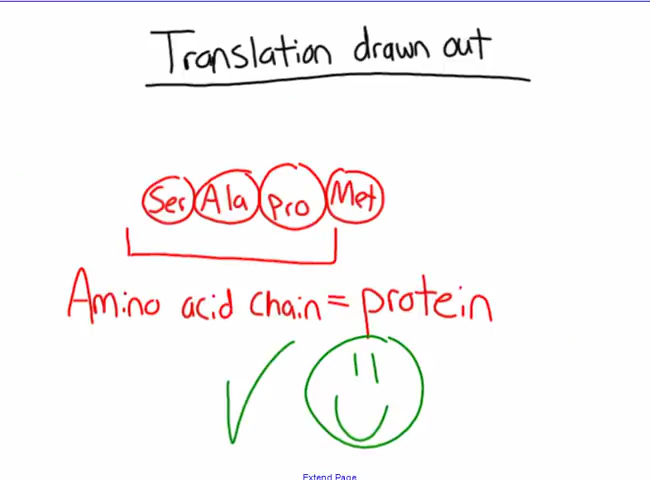 Translation drawn out
Ser Ala Pro Met
Amino acid chain = protein
Extend Page